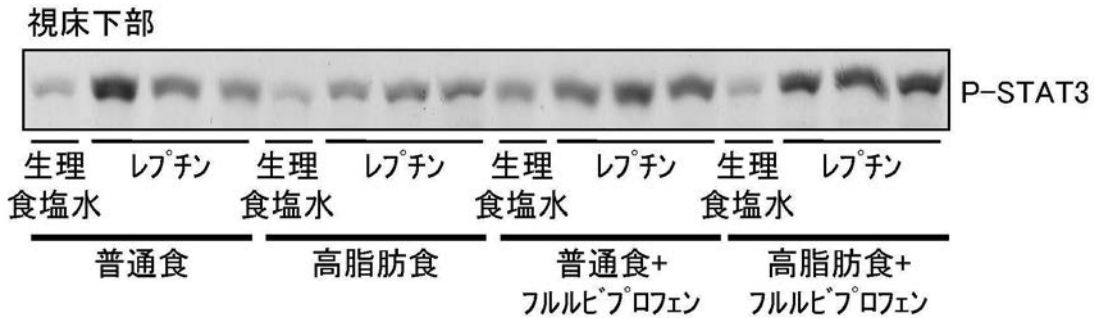 視床下部
P-STAT3
生理 レプチン 生理 レプチン 生理 レプチン 生理 レプチン
食塩水 食塩水 食塩水 食塩水
普通食 高脂肪食 普通食+ 高脂肪食+
フルルビプロフェン フルルビプロフェン